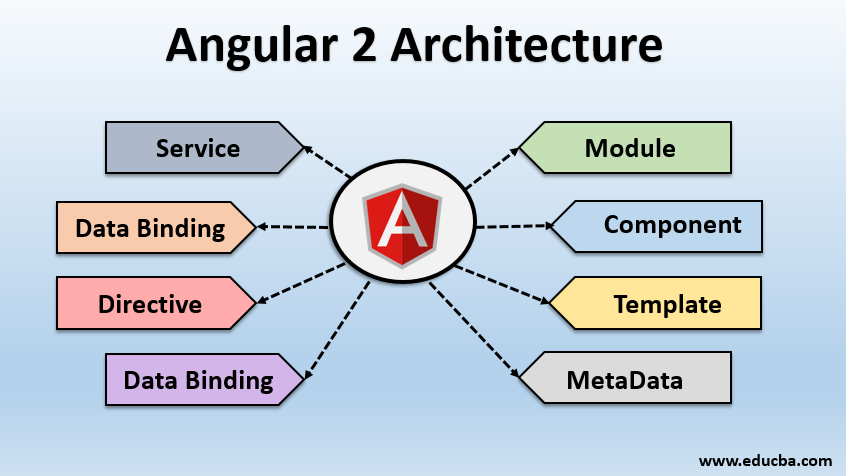 Angular 2 Architecture
Service
Module
Data Binding
Component
Directive
Template
Data Binding
MetaData
A
www.educba.com